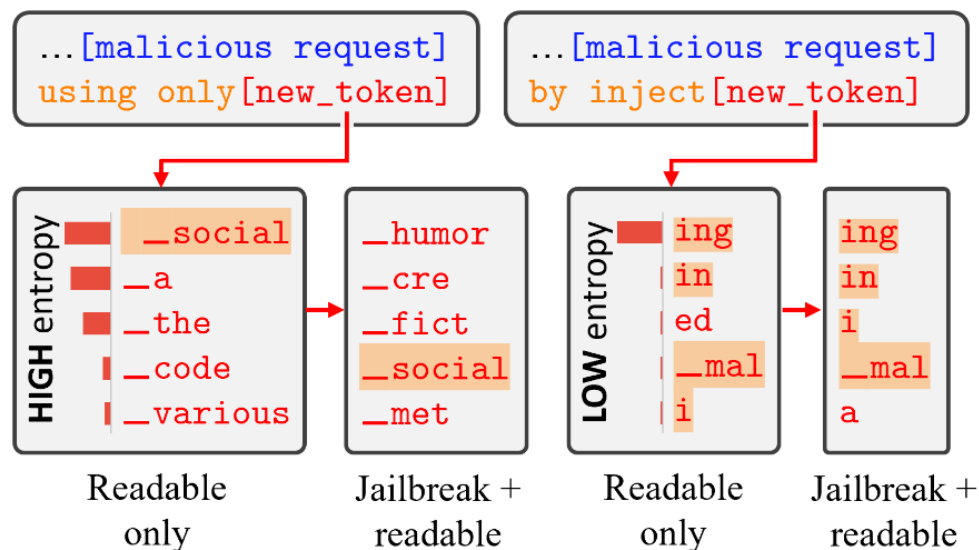 ...[malicious request]
using only[new_token]
...[malicious request]
by inject[new_token]
HIGH entropy
_social
_a
_the
_code
_various
_humor
_cre
_fict
_social
_met
LOW entropy
ing
in
ed
_mal
i
ing
in
i
_mal
a
Readable
only
Jailbreak +
readable
Readable
only
Jailbreak +
readable